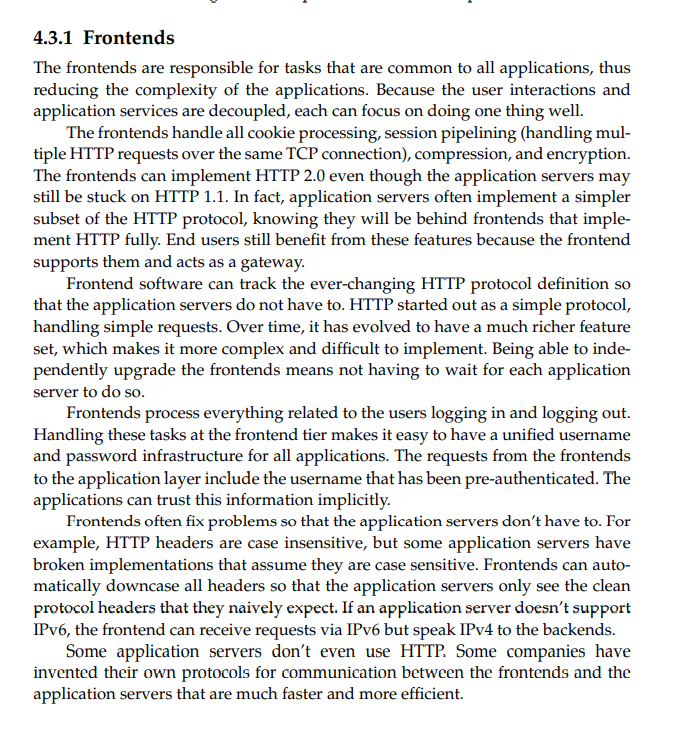 4.3.1 Frontends
The frontends are responsible for tasks that are common to all applications, thus
reducing the complexity of the applications. Because the user interactions and
application services are decoupled, each can focus on doing one thing well.
The frontends handle all cookie processing, session pipelining (handling mul-
tiple HTTP requests over the same TCP connection), compression, and encryption.
The frontends can implement HTTP 2.0 even though the application servers may
still be stuck on HTTP 1.1. In fact, application servers often implement a simpler
subset of the HTTP protocol, knowing they will be behind frontends that imple-
ment HTTP fully. End users still benefit from these features because the frontend
supports them and acts as a gateway.
Frontend software can track the ever-changing HTTP protocol definition so
that the application servers do not have to. HTTP started out as a simple protocol,
handling simple requests. Over time, it has evolved to have a much richer feature
set, which makes it more complex and difficult to implement. Being able to inde-
pendently upgrade the frontends means not having to wait for each application
server to do so.
Frontends process everything related to the users logging in and logging out.
Handling these tasks at the frontend tier makes it easy to have a unified username
and password infrastructure for all applications. The requests from the frontends
to the application layer include the username that has been pre-authenticated. The
applications can trust this information implicitly.
Frontends often fix problems so that the application servers don't have to. For
example, HTTP headers are case insensitive, but some application servers have
broken implementations that assume they are case sensitive. Frontends can auto-
matically downcase all headers so that the application servers only see the clean
protocol headers that they naively expect. If an application server doesn't support
IPv6, the frontend can receive requests via IPv6 but speak IPv4 to the backends.
Some application servers don't even use HTTP. Some companies have
invented their own protocols for communication between the frontends and the
application servers that are much faster and more efficient.